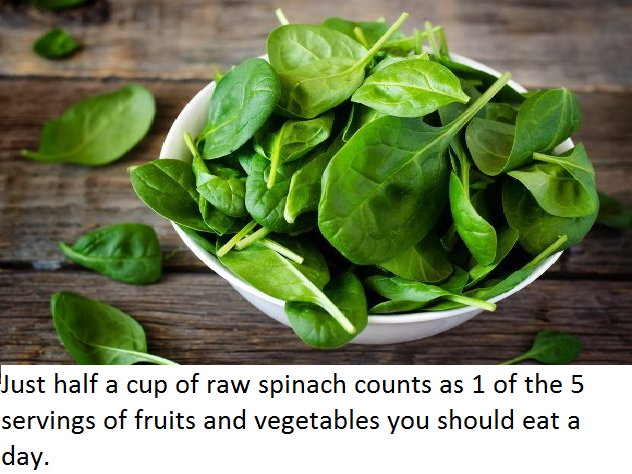 Just half a cup of raw spinach counts as 1 of the 5
servings of fruits and vegetables you should eat a
day.